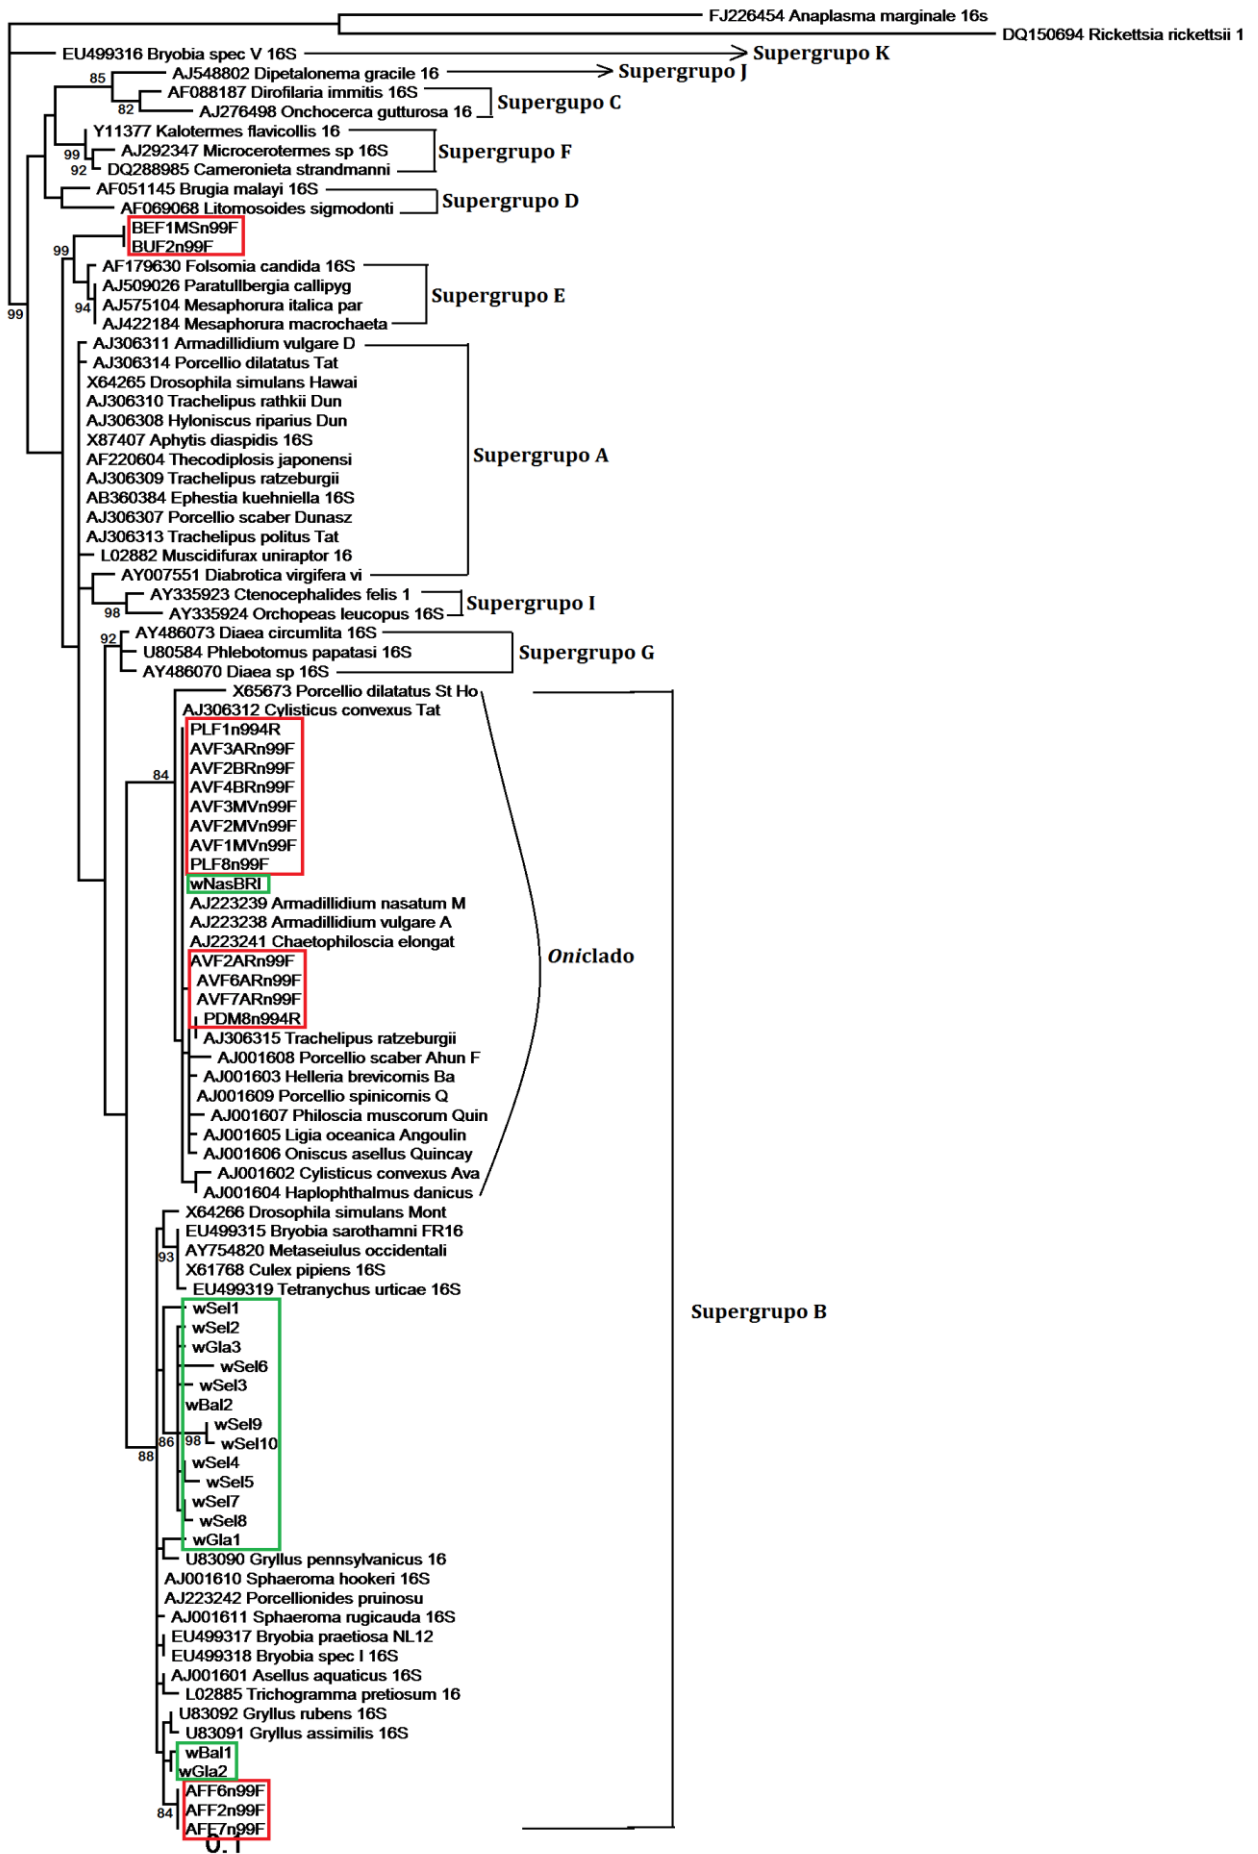 FJ226454 Anaplasma marginale 16s
DQ150694 Rickettsia rickettsii 1
EU499316 Bryobia spec V 16S
Supergrupo K
85
AJ548802 Dipetalonema gracile 16
Supergrupo J
AF088187 Dirofilaria immitis 16S
Supergupo C
82
AJ276498 Onchocerca gutturosa 16
Y11377 Kalotermes flavicollis 16
99
AJ292347 Microcerotermes sp 16S
Supergrupo F
92
DQ288985 Cameronieta strandmanni
AF051145 Brugia malayi 16S
Supergrupo D
AF069068 Litomosoides sigmodonti
BEF1MSn99F
99
BUF2n99F
AF179630 Folsomia candida 16S
AJ509026 Paratullbergia callipyg
Supergrupo E
94
AJ575104 Mesaphorura italica par
99
AJ422184 Mesaphorura macrochaeta
AJ306311 Armadillidium vulgare D
AJ306314 Porcellio dilatatus Tat
X64265 Drosophila simulans Hawai
AJ306310 Trachelipus rathkii Dun
AJ306308 Hyloniscus riparius Dun
X87407 Aphytis diaspidis 16S
Supergrupo A
AF220604 Thecodiplosis japonensi
AJ306309 Trachelipus ratzeburgii
AB360384 Ephestia kuehniella 16S
AJ306307 Porcellio scaber Dunasz
AJ306313 Trachelipus politus Tat
L02882 Muscidifurax uniraptor 16
AY007551 Diabrotica virgifera vi
AY335923 Ctenocephalides felis 1
Supergrupo I
98
AY335924 Orchopeas leucopus 16S
AY486073 Diaea circumlita 16S
92
U80584 Phlebotomus papatasi 16S
Supergrupo G
AY486070 Diaea sp 16S
X65673 Porcellio dilatatus St Ho
AJ306312 Cylisticus convexus Tat
PLF1n994R
AVF3ARn99F
84
AVF2BRn99F
AVF4BRn99F
AVF3MVn99F
AVF2MVn99F
AVF1MVn99F
PLF8n99F
wNasBRI
AJ223239 Armadillidium nasatum M
AJ223238 Armadillidium vulgare A
AJ223241 Chaetophiloscia elongat
Oniclado
AVF2ARn99F
AVF6ARn99F
AVF7ARn99F
PDM8n994R
AJ306315 Trachelipus ratzeburgii
AJ001608 Porcellio scaber Ahun F
AJ001603 Helleria brevicornis Ba
AJ001609 Porcellio spinicornis Q
AJ001607 Philoscia muscorum Quin
AJ001605 Ligia oceanica Angoulin
AJ001606 Oniscus asellus Quincay
AJ001602 Cylisticus convexus Ava
AJ001604 Haplophthalmus danicus
X64266 Drosophila simulans Mont
EU499315 Bryobia sarothamni FR16
93
AY754820 Metaseiulus occidentali
X61768 Culex pipiens 16S
EU499319 Tetranychus urticae 16S
wSel1
Supergrupo B
wSel2
wGla3
wSel6
wSel3
wBal2
wSel9
88
86
98
wSel10
wSel4
wSel5
wSel7
wSel8
wGla1
U83090 Gryllus pennsylvanicus 16
AJ001610 Sphaeroma hookeri 16S
AJ223242 Porcellionides pruinosu
AJ001611 Sphaeroma rugicauda 16S
EU499317 Bryobia praetiosa NL12
EU499318 Bryobia spec I 16S
AJ001601 Asellus aquaticus 16S
L02885 Trichogramma pretiosum 16
U83092 Gryllus rubens 16S
U83091 Gryllus assimilis 16S
wBal1
wGla2
AFF6n99F
84
AFF2n99F
AFF7n99F
0.1